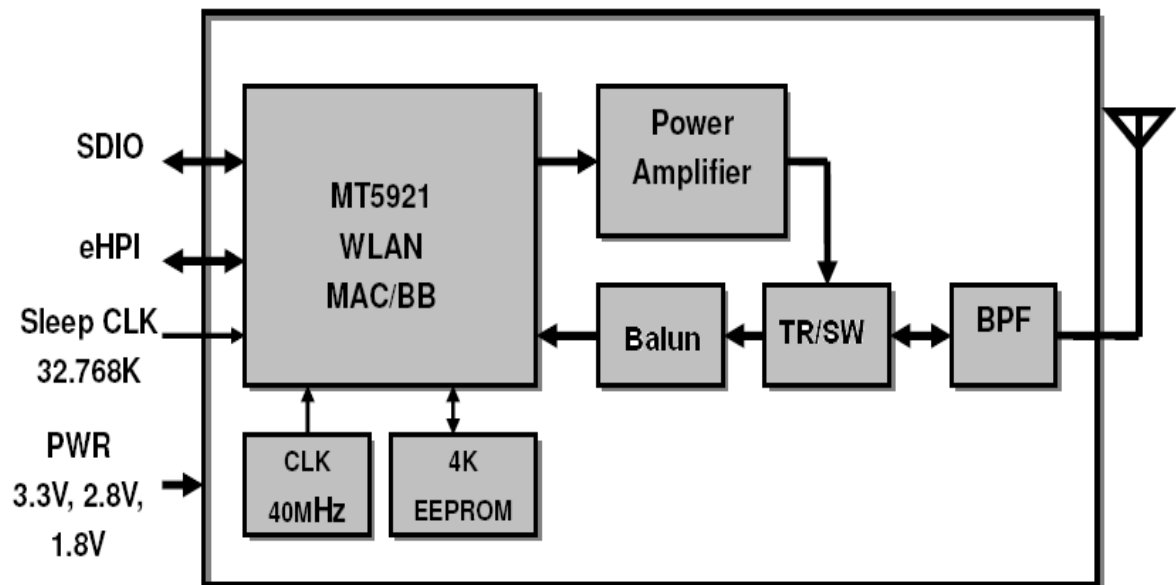 SDIO
eHPI
Sleep CLK
32.768K
PWR
3.3V, 2.8V,
1.8V
MT5921
WLAN
MAC/BB
Power
Amplifier
Balun
TR/SW
BPF
CLK
40MHz
4K
EEPROM